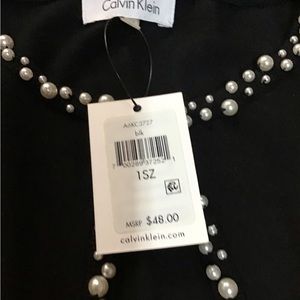 Calvin Klein
blk
1SZ
MSRP $48.00
calvinklein.com